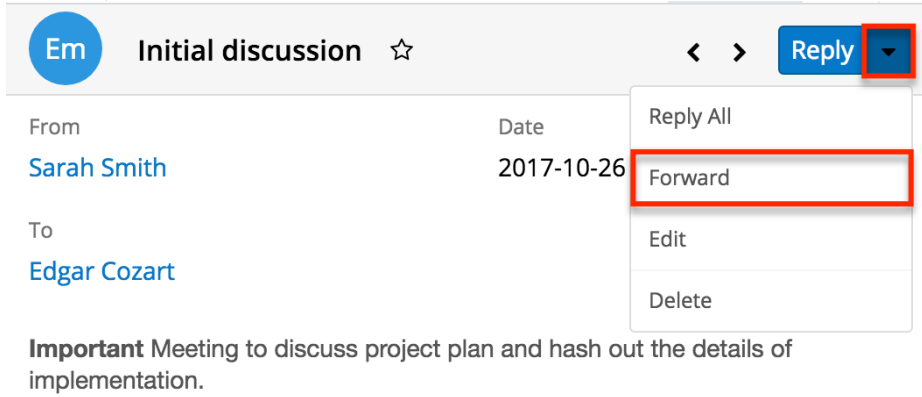 Em
Initial discussion
Reply
Reply All
From
Date
Sarah Smith
2017-10-26
Forward
To
Edit
Edgar Cozart
Delete
Important Meeting to discuss project plan and hash out the details of
implementation.